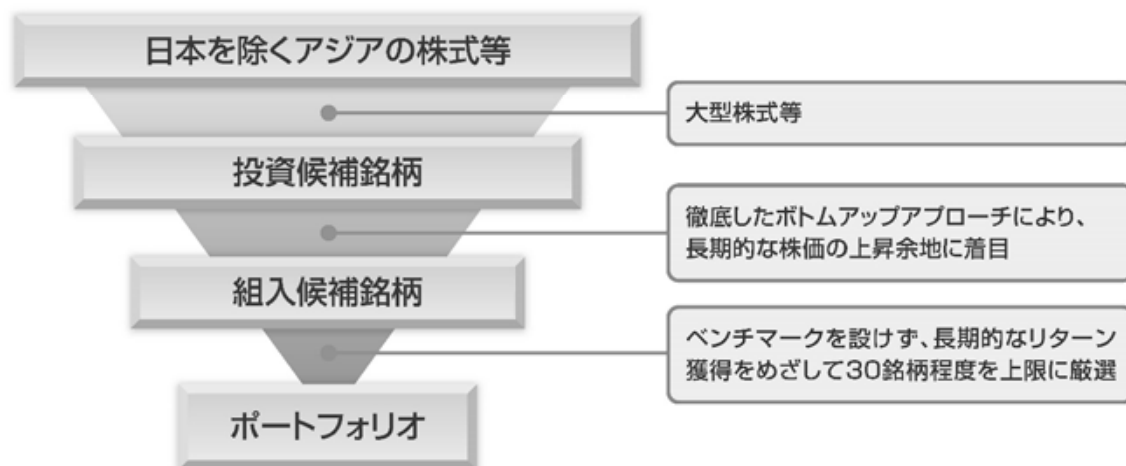 日本を除くアジアの株式等
大型株式等
投資候補銘柄
徹底したボトムアップアプローチにより、
長期的な株価の上昇余地に着目
組入候補銘柄
ベンチマークを設けず、長期的なリターン
獲得をめざして30銘柄程度を上限に厳選
ポートフォリオ